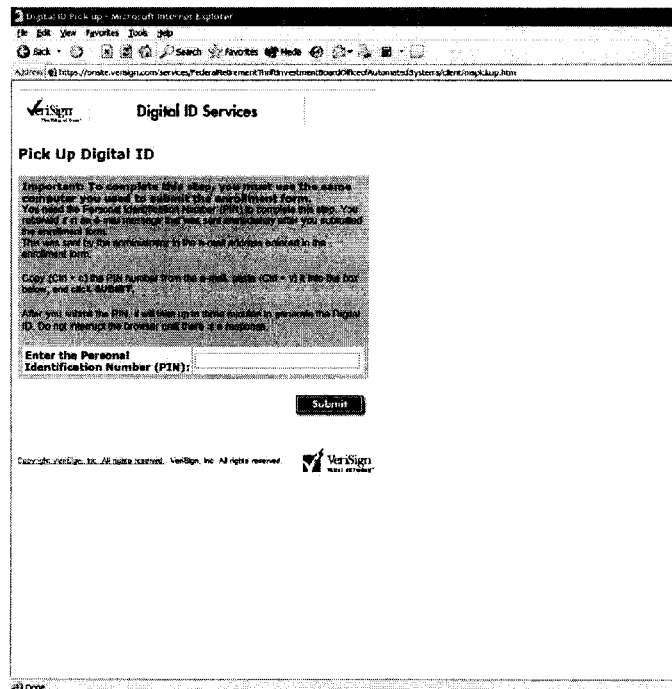 Digital ID Pick up - Microsoft Internet Explorer
File Edit View Favorites Tools Help
Back Search Favorites Media
Address https://onsite.verisign.com/services/FederalRetirementThriftInvestmentBoardOfficeofAutomatedSystems/client/
VeriSign
Digital ID Services
Pick Up Digital ID
Important: To complete this step, you must use the same
computer you used to submit the enrollment form.
You need the Personal Identification Number (PIN) to complete this step. You
received it in an e-mail message that was sent immediately after you submitted
the enrollment form.
This was sent by the administrator to the e-mail address entered in the
enrollment form.
Copy (Ctrl + c) the PIN number from the e-mail, paste (Ctrl + v) it into the box
below, and click SUBMIT.
After you submit the PIN, it will take up to three minutes to generate the Digital
ID. Do not interrupt the browser until there is a response.
Enter the Personal
Identification Number (PIN):
Submit
Copyright VeriSign, Inc. All rights reserved. VeriSign, Inc. All rights reserved.
VeriSign
Done